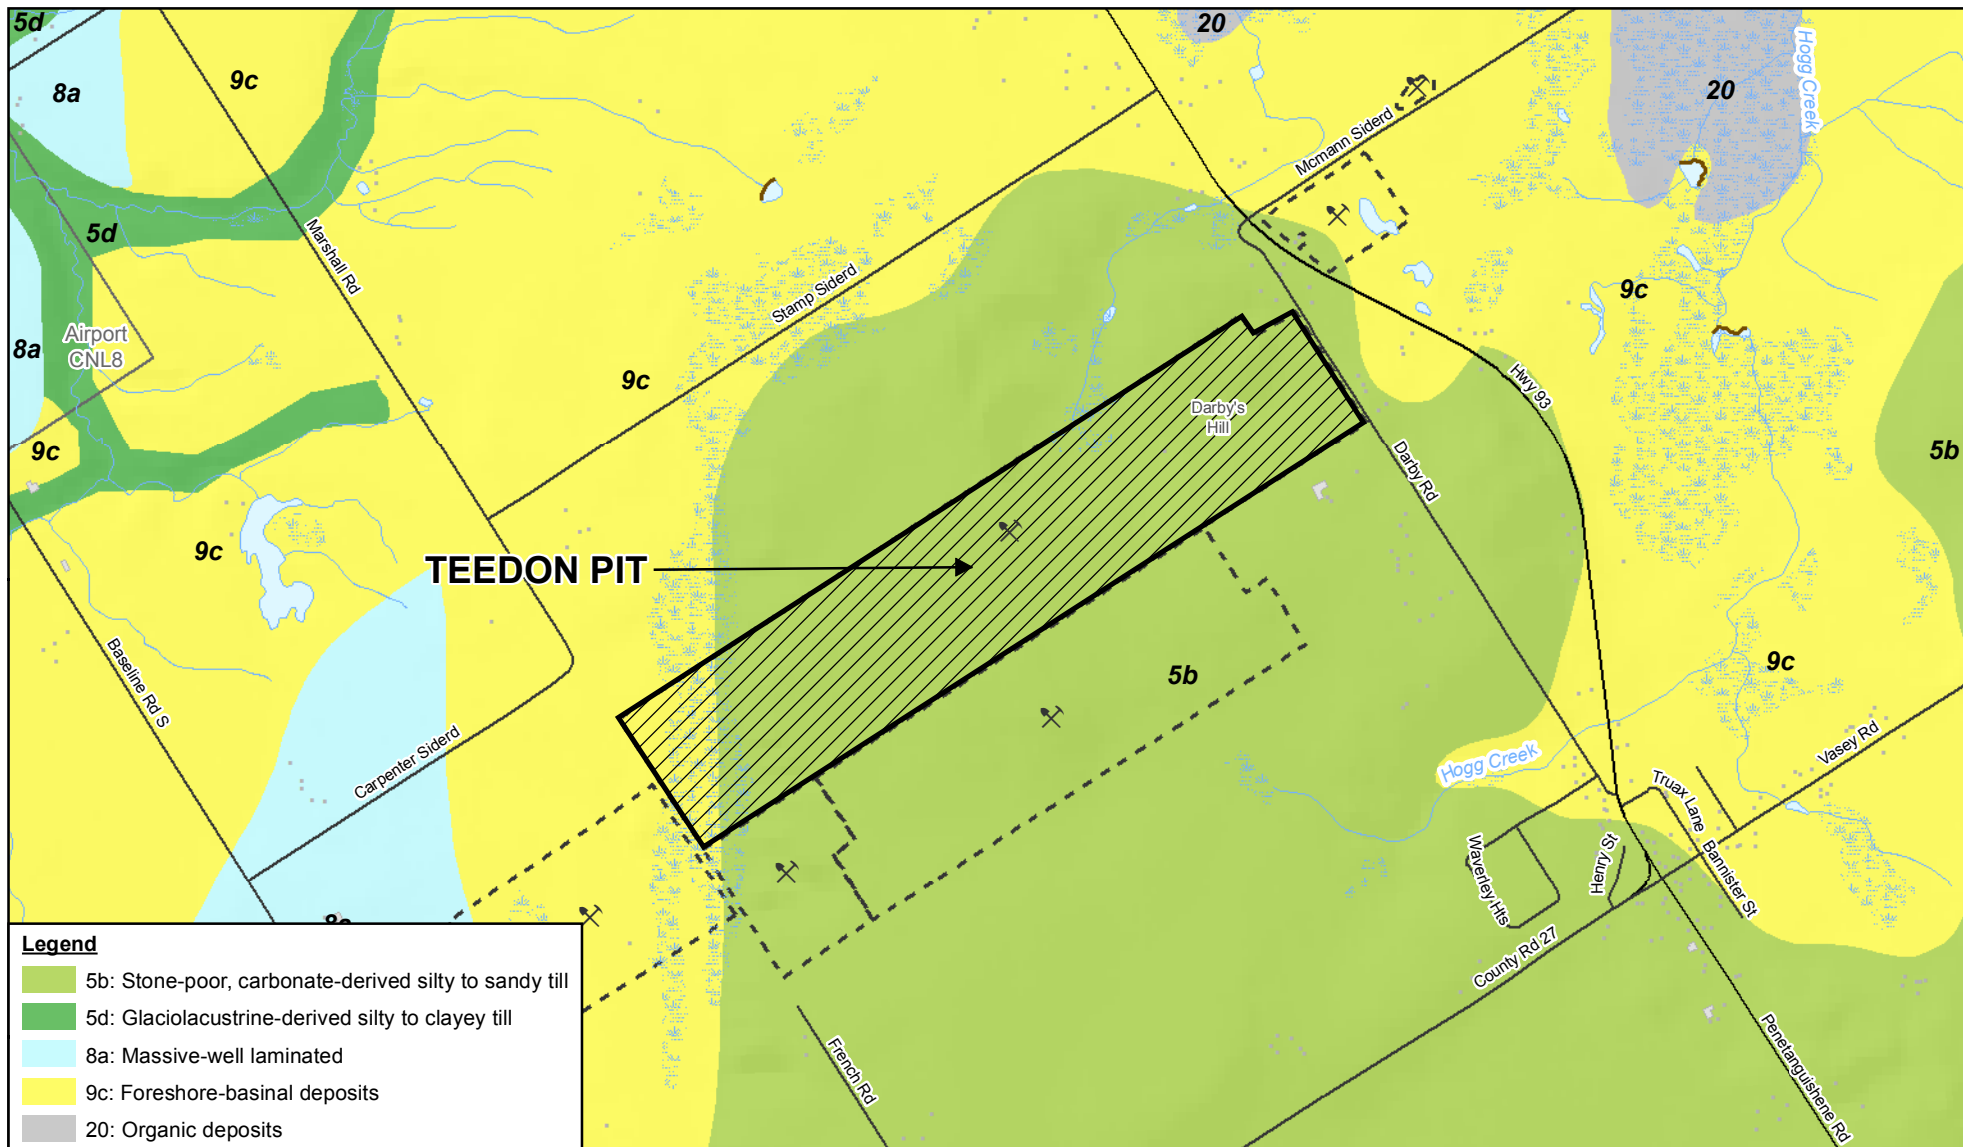 5d
20
Hogg Creek
9c
8a
20
Mcmann Siderd
5d
Marshall Rd
Stamp Siderd
9c
Airport
CNL8
8a
9c
Hwy 93
Darby's
Hill
9c
5b
Darby Rd
9c
TEEDON PIT
5b
9c
Baseline Rd S
Hogg Creek
Vasey Rd
Carpenter Siderd
Truax Lane
Waverley Hts
Henry St
Bannister St
8a
County Rd 27
Penetanguishene Rd
French Rd
Legend
5b: Stone-poor, carbonate-derived silty to sandy till
5d: Glaciolacustrine-derived silty to clayey till
8a: Massive-well laminated
9c: Foreshore-basinal deposits
20: Organic deposits